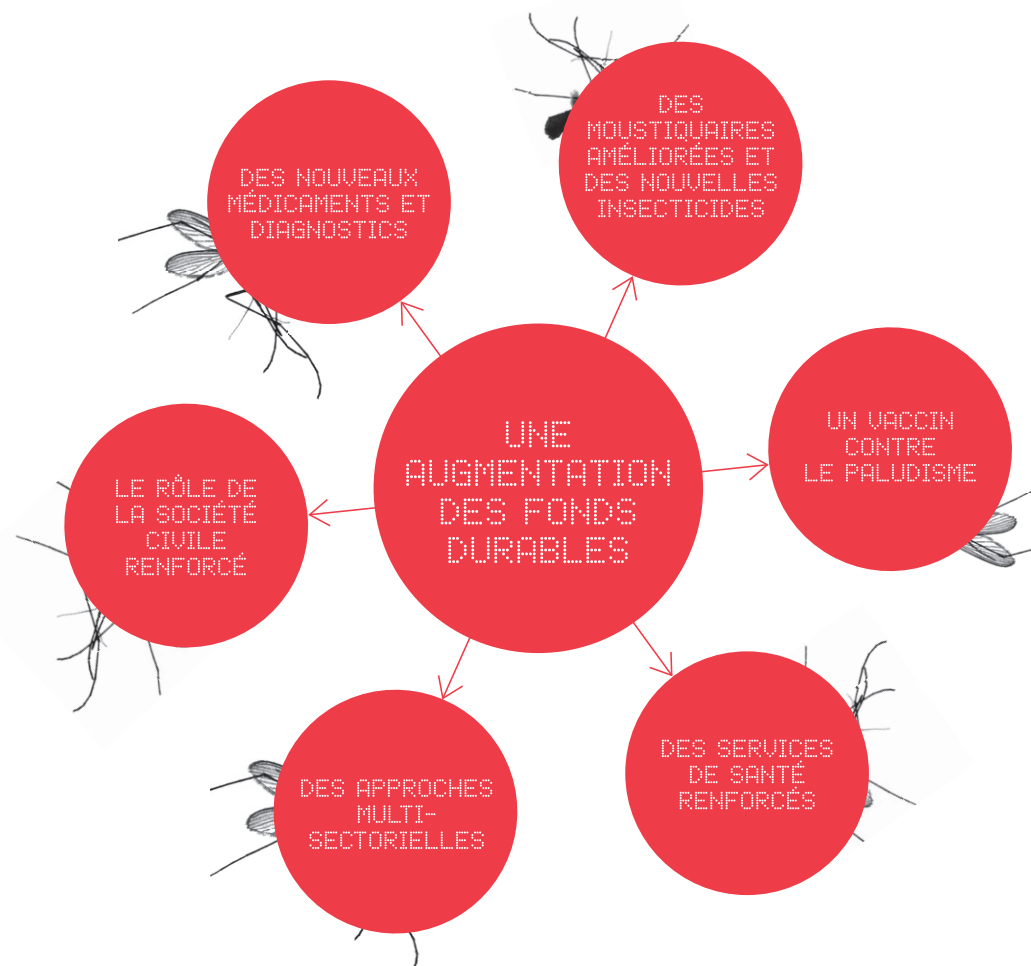 DES
MOUSTIQUAIRES
AMÉLIORÉES ET
DES NOUVELLES
INSECTICIDES
DES NOUVEAUX
MÉDICAMENTS ET
DIAGNOSTICS
UNE
AUGMENTATION
DES FONDS
DURABLES
UN VACCIN
CONTRE
LE PALUDISME
LE RÔLE DE
LA SOCIÉTÉ
CIVILE
RENFORCÉ
DES SERVICES
DE SANTÉ
RENFORCÉS
DES APPROCHES
MULTI-
SECTORIELLES